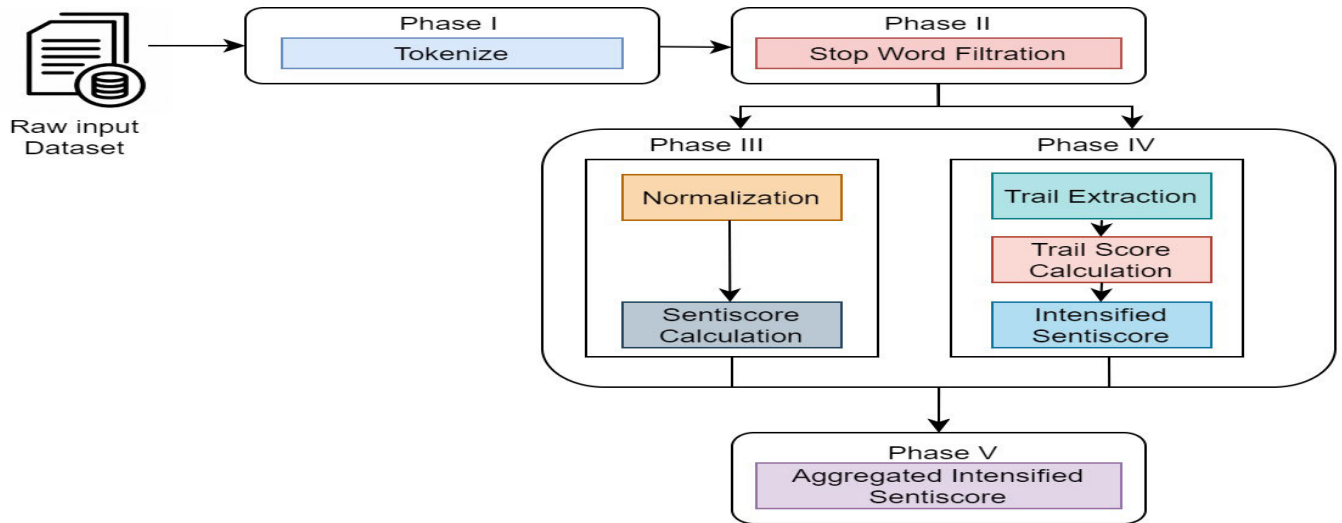 Raw input
Dataset
Phase I
Tokenize
Phase II
Stop Word Filtration
Phase III
Normalization
Sentiscore
Calculation
Phase IV
Trail Extraction
Trail Score
Calculation
Intensified
Sentiscore
Phase V
Aggregated Intensified
Sentiscore